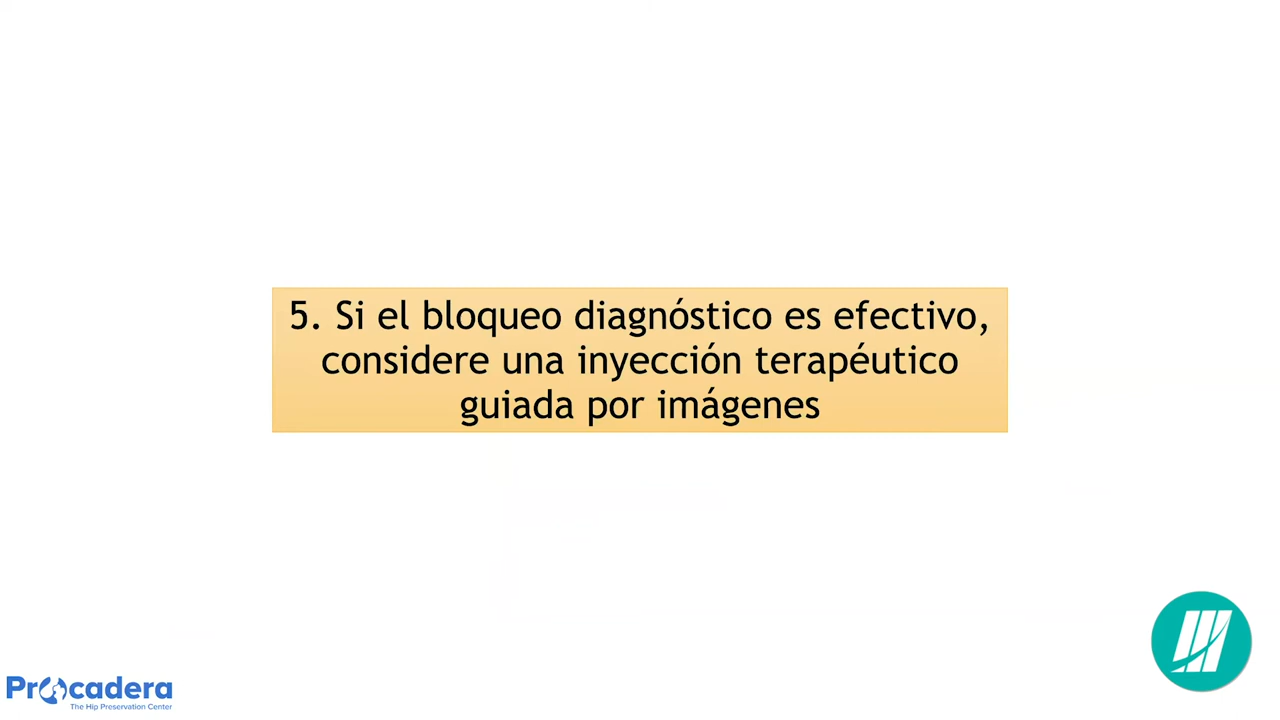 5. Si el bloqueo diagnóstico es efectivo,
considere una inyección terapéutico
guiada por imágenes
Procadera
The Hip Preservation Center